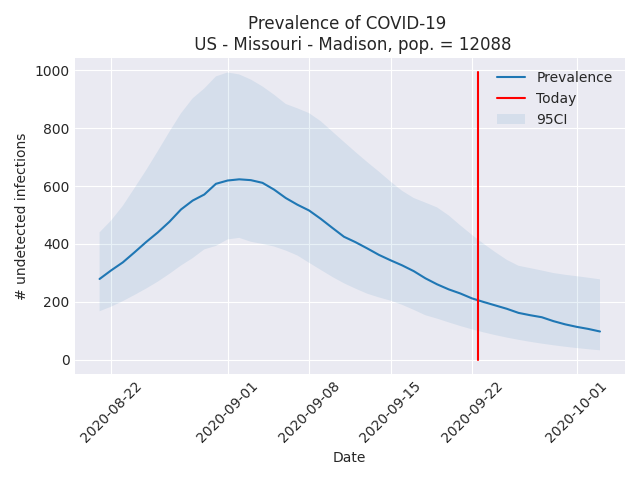 Prevalence of COVID-19
US - Missouri - Madison, pop. = 12088
# undetected infections
1000
800
600
400
200
0
Prevalence
Today
95CI
2020-08-22
2020-09-01
2020-09-08
2020-09-15
2020-09-22
2020-10-01
Date